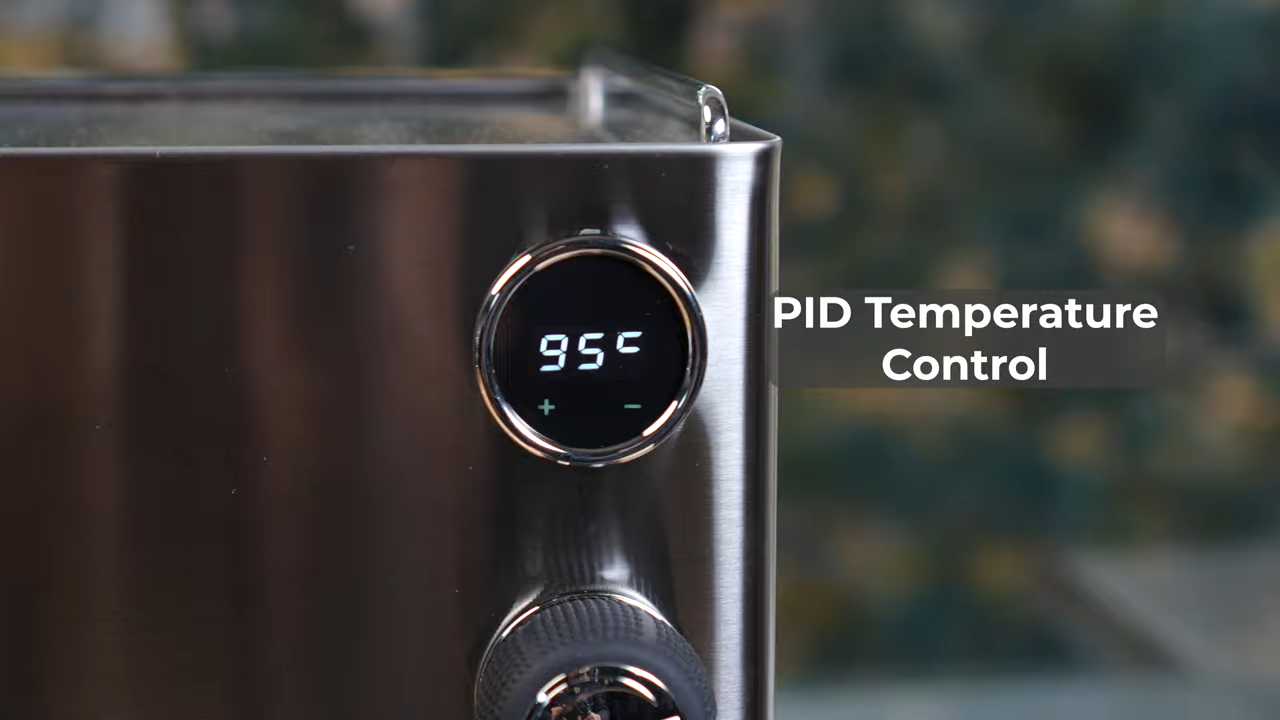 95c
+ −
PID Temperature
Control